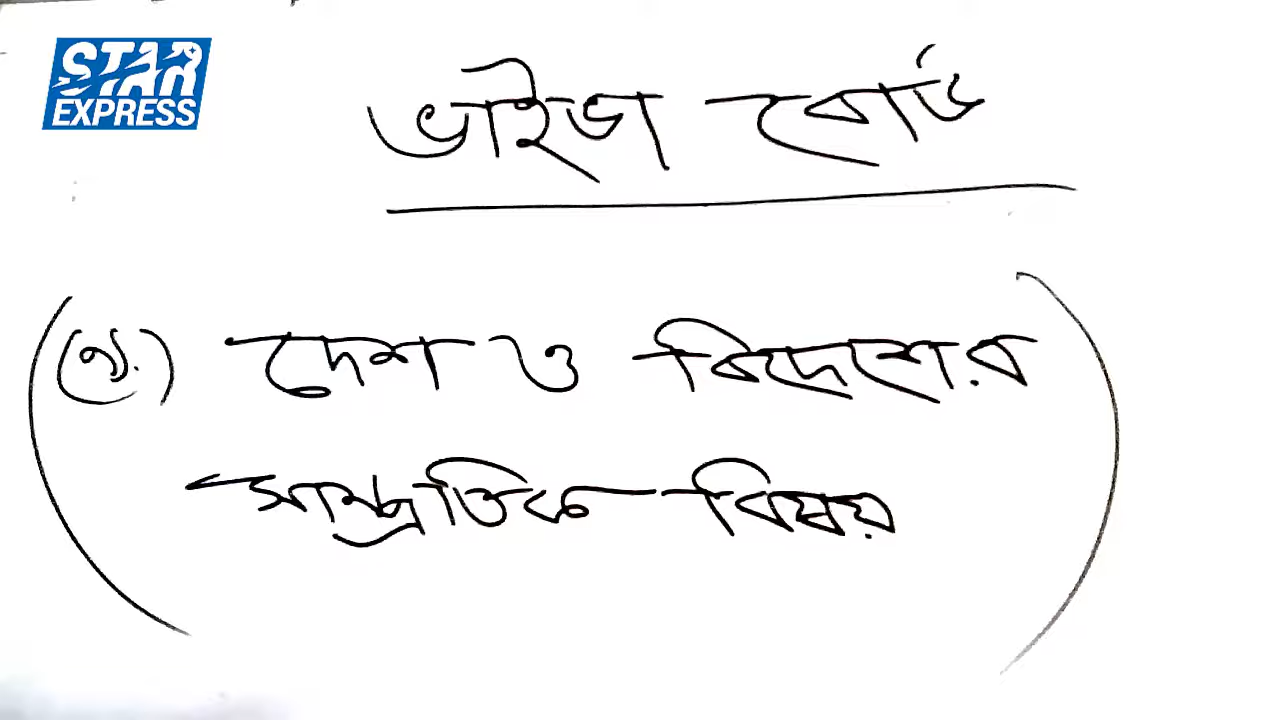 STAR
EXPRESS
ভাইভা বোর্ড
দেশ ও বিদেশের
সাম্প্রতিক বিষয়